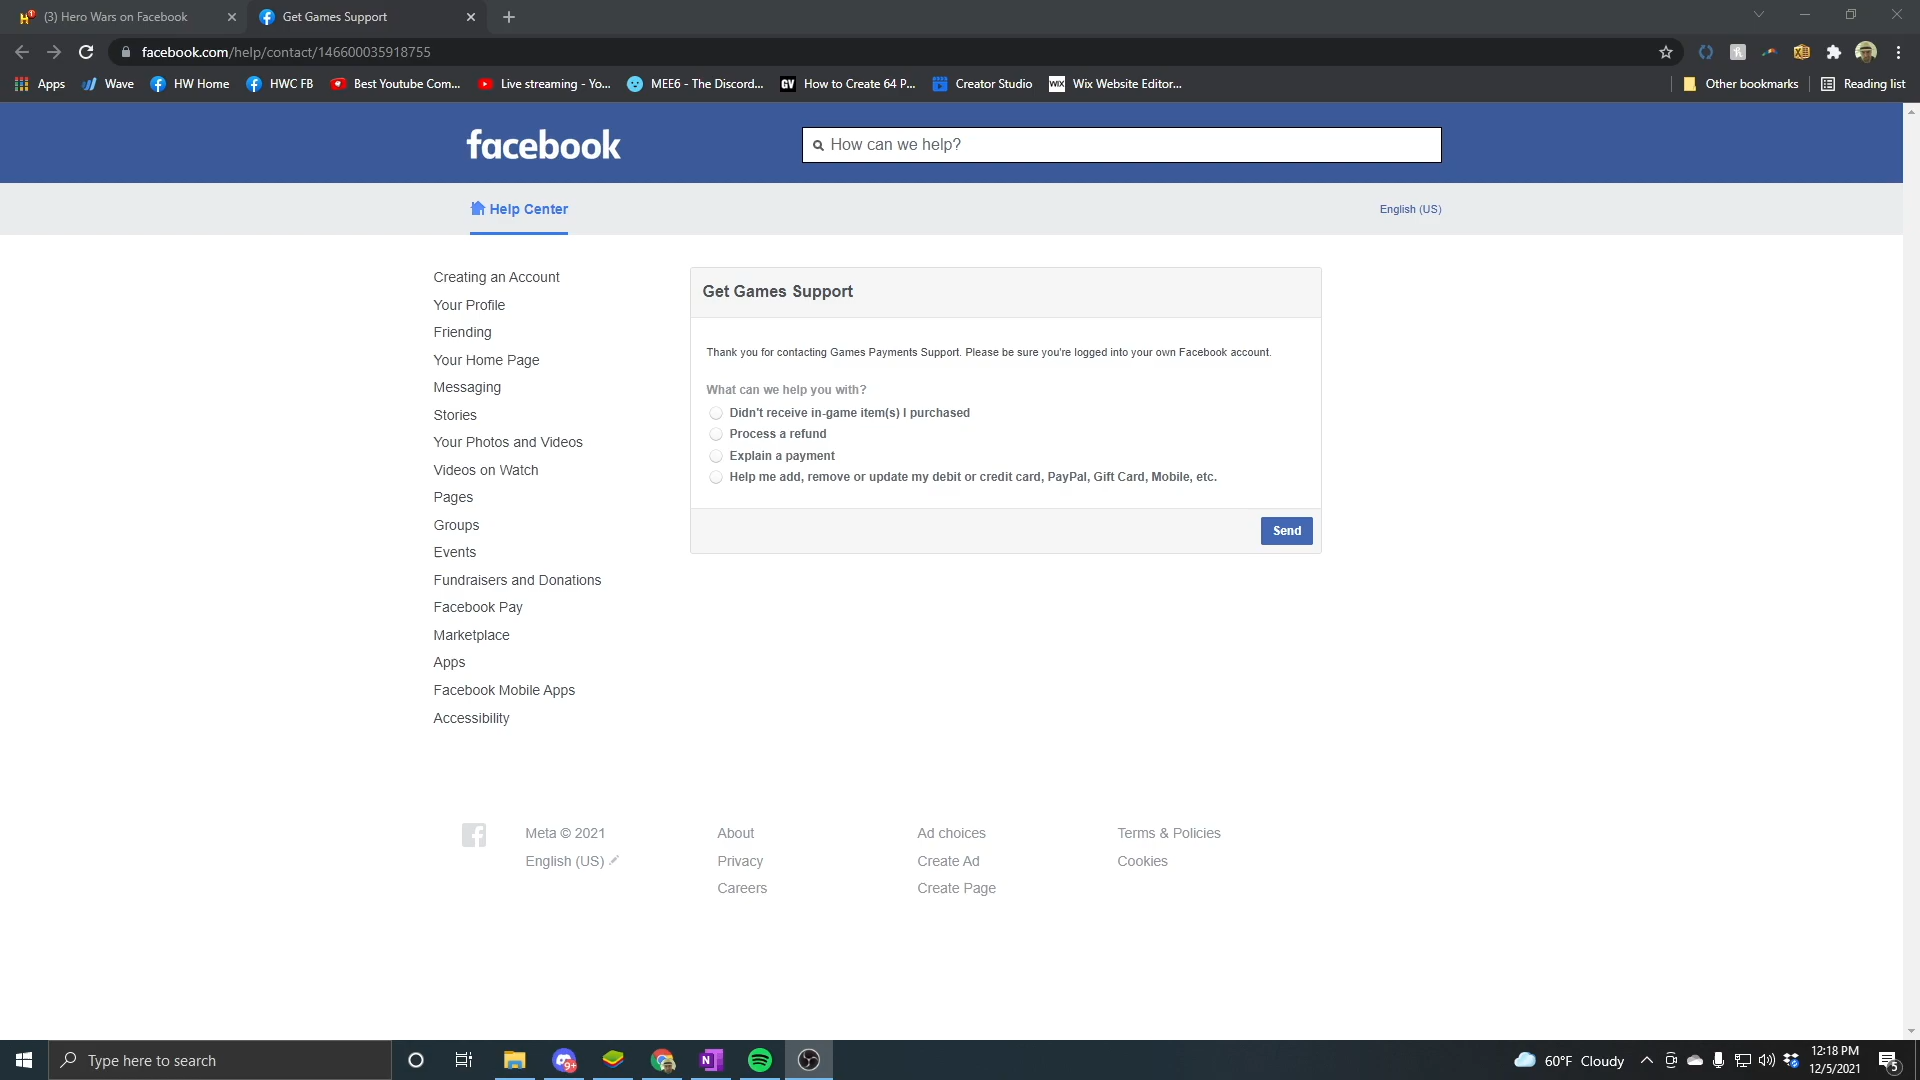 (3) Hero Wars on Facebook
Get Games Support
facebook.com/help/contact/146600035918755
Apps
Wave
HW Home
HWC FB
Best Youtube Com...
Live streaming - Yo...
MEE6 - The Discord...
GV
How to Create 64 P...
Creator Studio
WIX
Wix Website Editor...
Other bookmarks
Reading list
facebook
How can we help?
Help Center
English (US)
Creating an Account
Your Profile
Friending
Your Home Page
Messaging
Stories
Your Photos and Videos
Videos on Watch
Pages
Groups
Events
Fundraisers and Donations
Facebook Pay
Marketplace
Apps
Facebook Mobile Apps
Accessibility
Get Games Support
Thank you for contacting Games Payments Support. Please be sure you're logged into your own Facebook account.
What can we help you with?
Didn't receive in-game item(s) I purchased
Process a refund
Explain a payment
Help me add, remove or update my debit or credit card, PayPal, Gift Card, Mobile, etc.
Send
Meta © 2021
English (US)
About
Privacy
Careers
Ad choices
Create Ad
Create Page
Terms & Policies
Cookies
Type here to search
9+
N
60°F Cloudy
12:18 PM
12/5/2021
5